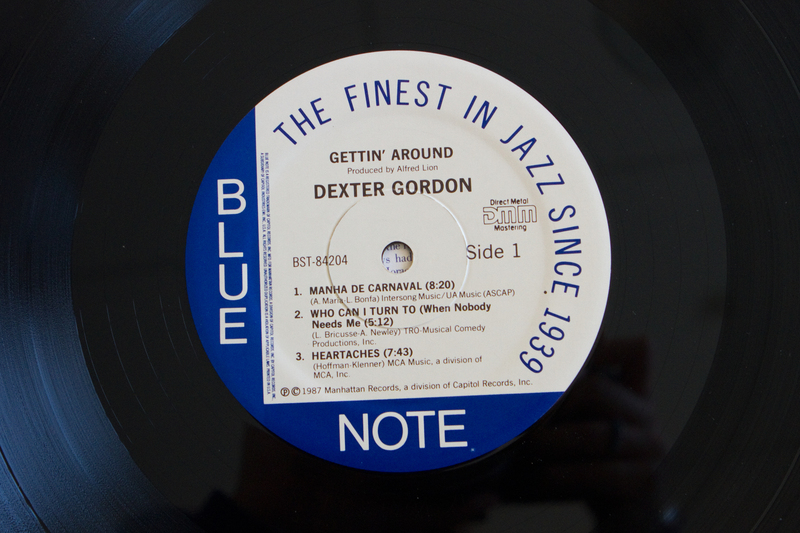 THE FINEST IN JAZZ SINCE 1939
GETTIN' AROUND
Produced by Alfred Lion
DEXTER GORDON
Direct Metal
DMM
Mastering
BST-84204
Side 1
the
s had
1. MANHA DE CARNAVAL (8:20)
(A. Maria-L. Bonfa) Intersong Music/UA Music (ASCAP)
2. WHO CAN I TURN TO (When Nobody
Needs Me (5:12)
(L. Bricusse-A. Newley) TRO-Musical Comedy
Productions, Inc.
3. HEARTACHES (7:43)
(Hoffman-Klenner) MCA Music, a division of
MCA, Inc.
℗ © 1987 Manhattan Records, a division of Capitol Records, Inc.
BLUE
NOTE